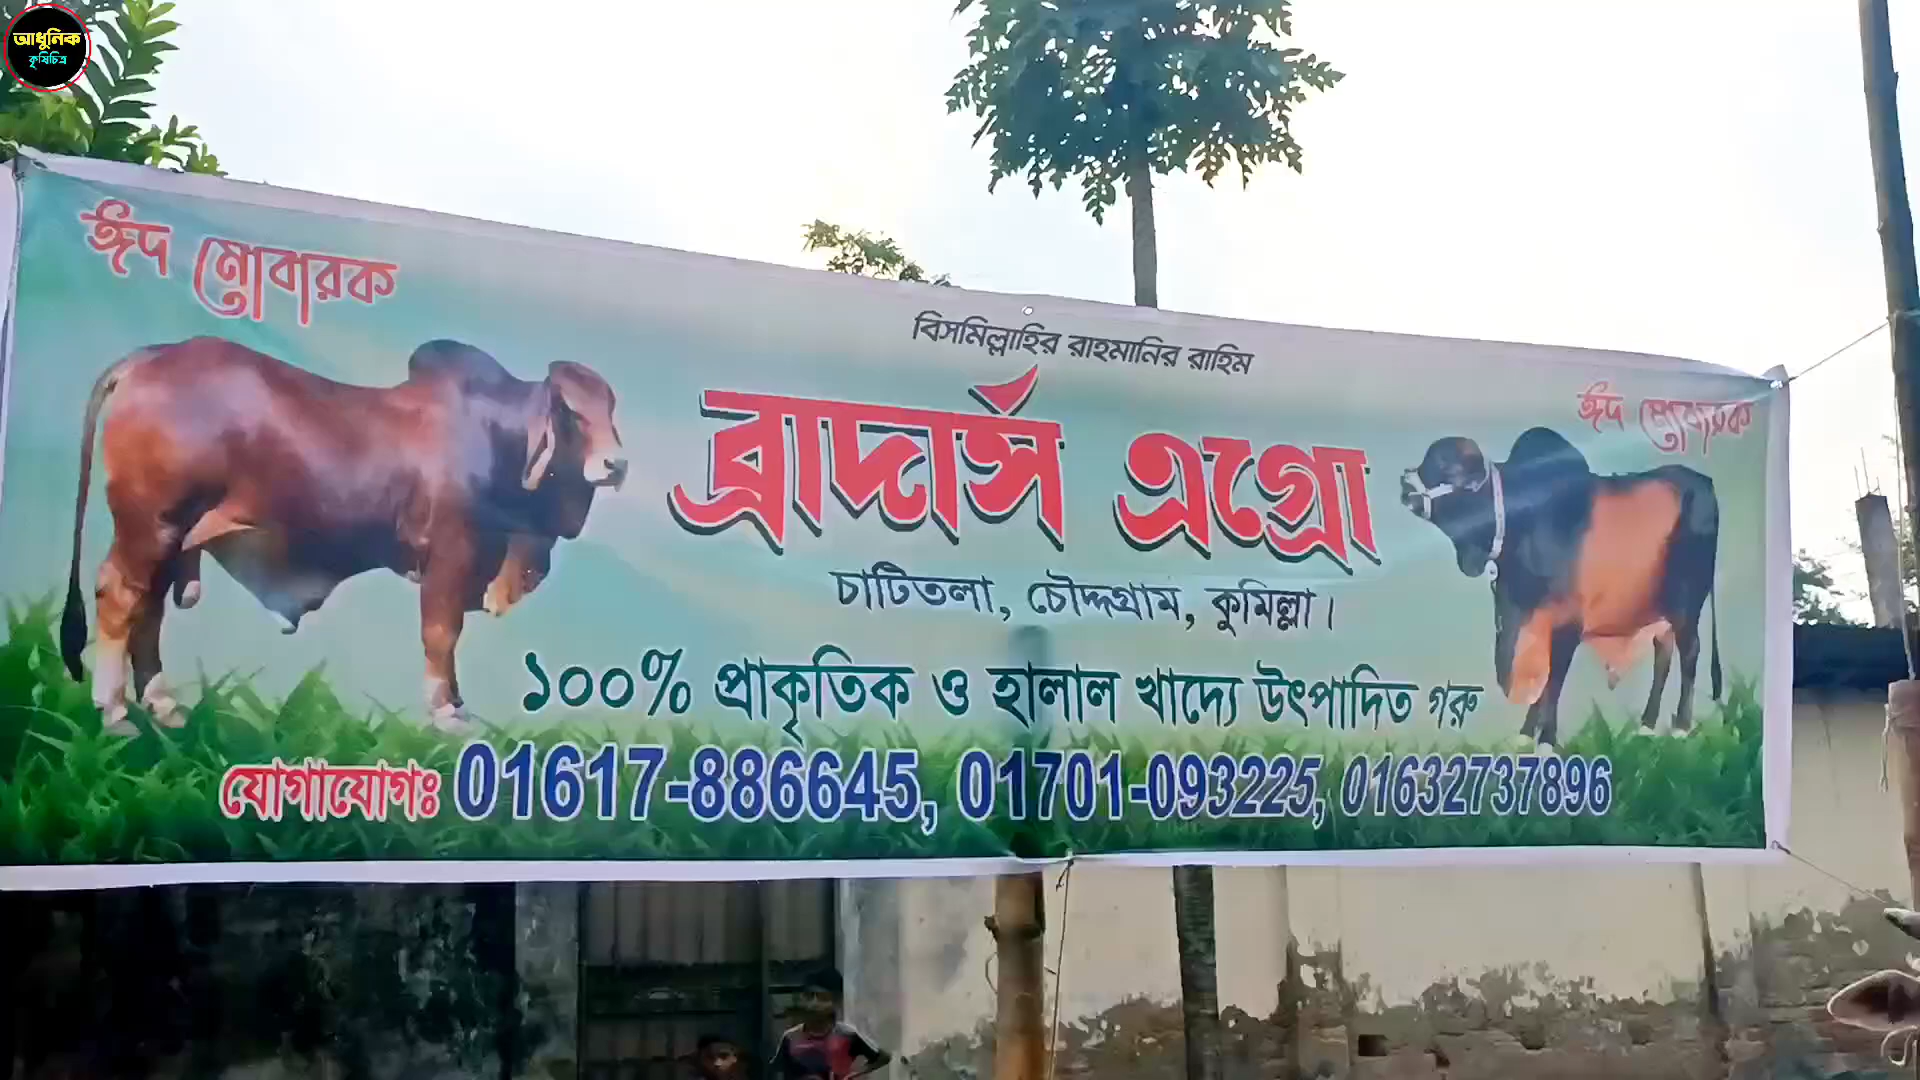 আধুনিক
কৃষিচিত্র
ঈদ মোবারক
বিসমিল্লাহির রাহমানির রাহিম
ঈদ মোবারক
ব্রাদার্স এগ্রো
চাটিতলা, চৌদ্দগ্রাম, কুমিল্লা।
১০০% প্রাকৃতিক ও হালাল খাদ্যে উৎপাদিত গরু
যোগাযোগঃ 01617-886645, 01701-093225, 01632737896